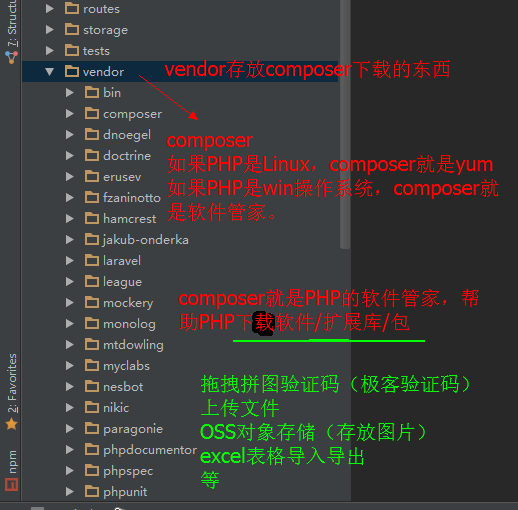 routes
storage
tests
vendor
vendor存放composer下载的东西
bin
composer
dnoegel
composer
doctrine
如果PHP是Linux，composer就是yum
erusev
如果PHP是win操作系统，composer就
fzaninotto
是软件管家。
hamcrest
jakub-onderka
laravel
league
composer就是PHP的软件管家，帮
mockery
助PHP下载软件/扩展库/包
monolog
mtdowling
myclabs
nesbot
拖拽拼图验证码（极客验证码）
nikic
上传文件
paragonie
OSS对象存储（存放图片）
phpdocumentor
excel表格导入导出
phpspec
等
phpunit
7: Structu
2: Favorites
npm